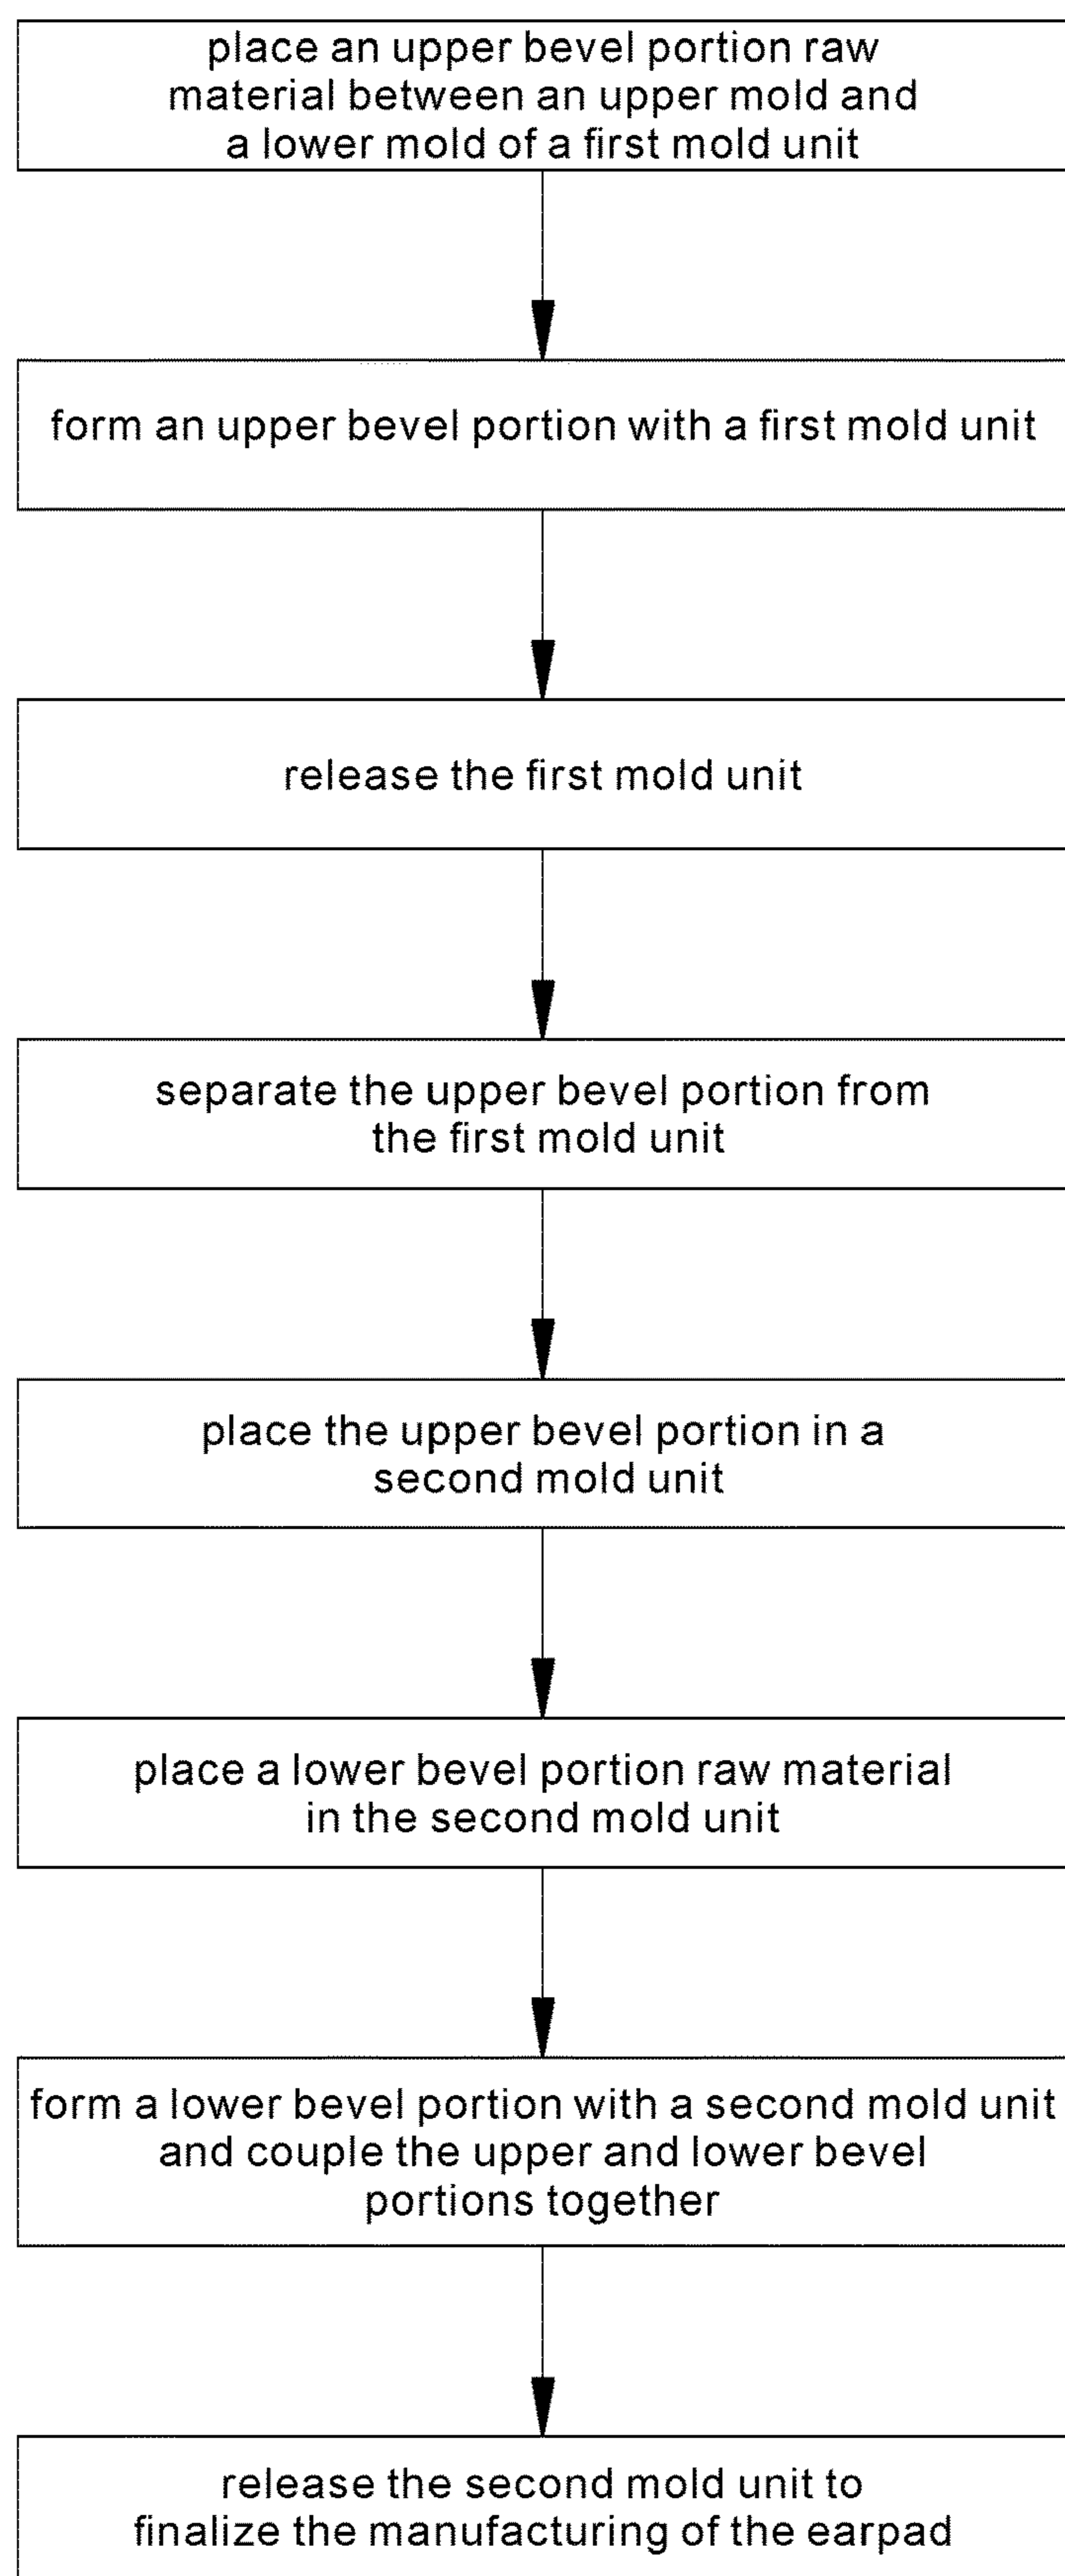 place an upper bevel portion raw
material between an upper mold and
a lower mold of a first mold unit
form an upper bevel portion with a first mold unit
release the first mold unit
separate the upper bevel portion from
the first mold unit
place the upper bevel portion in a
second mold unit
place a lower bevel portion raw material
in the second mold unit
form a lower bevel portion with a second mold unit
and couple the upper and lower bevel
portions together
release the second mold unit to
finalize the manufacturing of the earpad